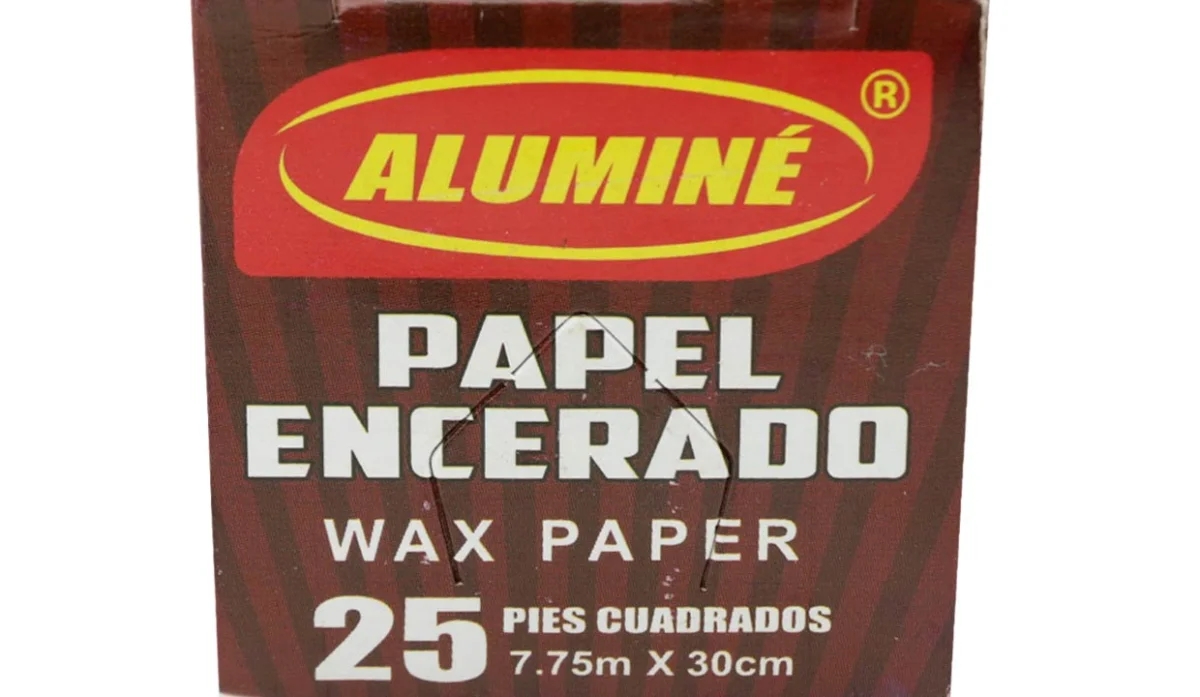 ALUMINÉ ®
PAPEL
ENCERADO
WAX PAPER
25 PIES CUADRADOS
7.75m X 30cm